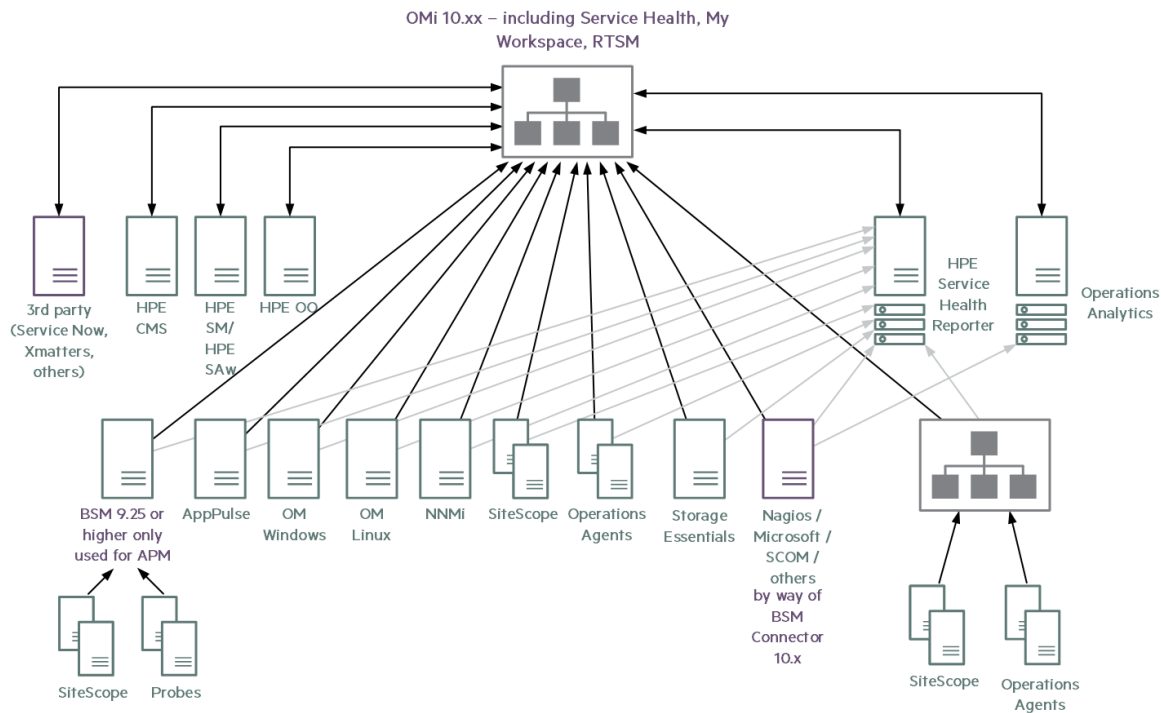 OMi 10.xx – including Service Health, My
Workspace, RTSM
3rd party
(Service Now,
Xmatters,
others)
HPE
CMS
HPE
SM/
HPE
SAw
HPE OO
HPE
Service
Health
Reporter
Operations
Analytics
BSM 9.25 or
higher only
used for APM
AppPulse
OM
Windows
OM
Linux
NNMi
SiteScope
Operations
Agents
Storage
Essentials
Nagios /
Microsoft /
SCOM /
others
by way of
BSM
Connector
10.x
SiteScope
Probes
SiteScope
Operations
Agents